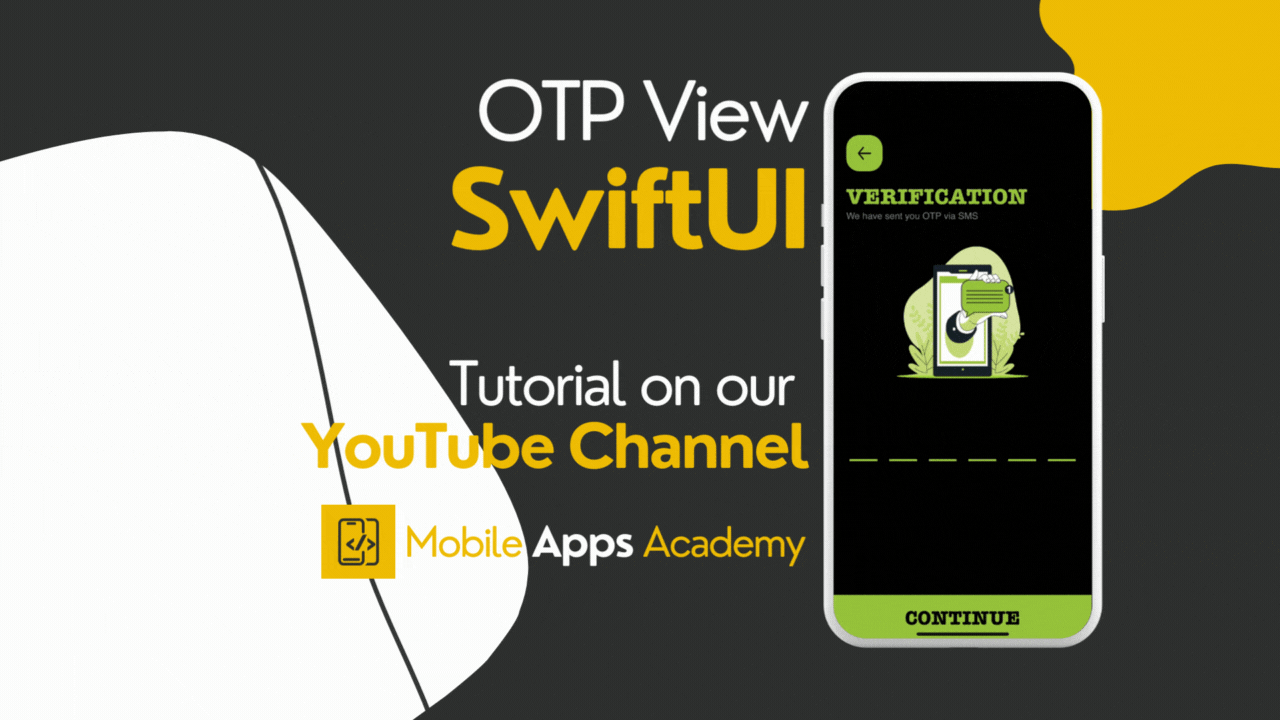 OTP View
SwiftUI
Tutorial on our
YouTube Channel
Mobile Apps Academy
VERIFICATION
We have sent you OTP via SMS
CONTINUE